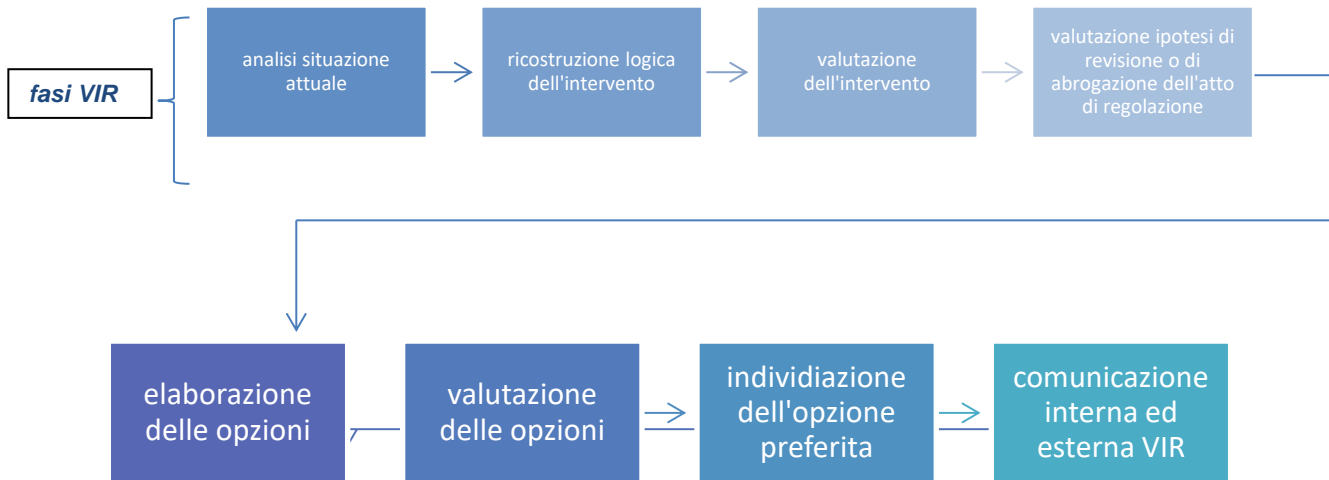 fasi VIR
analisi situazione
attuale
ricostruzione logica
dell'intervento
valutazione
dell'intervento
valutazione ipotesi di
revisione o di
abrogazione dell'atto
di regolazione
elaborazione
delle opzioni
valutazione
delle opzioni
individiazione
dell'opzione
preferita
comunicazione
interna ed
esterna VIR